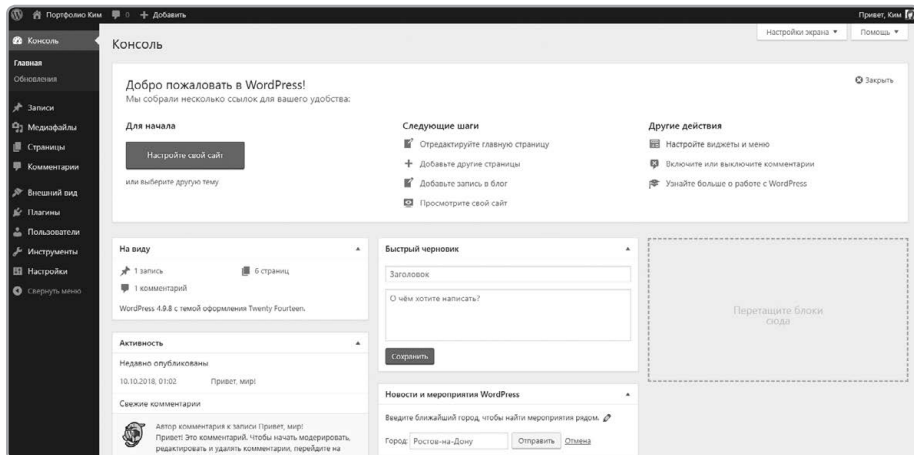 Портфолио Ким 0 + Добавить Привет, Ким
Консоль
Главная
Обновления
Записи
Медиафайлы
Страницы
Комментарии
Внешний вид
Плагины
Пользователи
Инструменты
Настройки
Свернуть меню
Настройки экрана ▼ Помощь ▼
Консоль
Добро пожаловать в WordPress!
Мы собрали несколько ссылок для вашего удобства:
Закрыть
Для начала
Настройте свой сайт
или выберите другую тему
Следующие шаги
Отредактируйте главную страницу
Добавьте другие страницы
Добавьте запись в блог
Просмотрите свой сайт
Другие действия
Настройте виджеты и меню
Включите или выключите комментарии
Узнайте больше о работе с WordPress
На виду
1 запись 6 страниц
1 комментарий
WordPress 4.9.8 с темой оформления Twenty Fourteen.
Активность
Недавно опубликованы
10.10.2018, 01:02 Привет, мир!
Свежие комментарии
Автор комментария к записи Привет, мир!
Привет! Это комментарий. Чтобы начать модерировать,
редактировать и удалять комментарии, перейдите на
Быстрый черновик
Заголовок
О чём хотите написать?
Сохранить
Новости и мероприятия WordPress
Введите ближайший город, чтобы найти мероприятия рядом.
Город: Ростов-на-Дону Отправить Отмена
Перетащите блоки
сюда